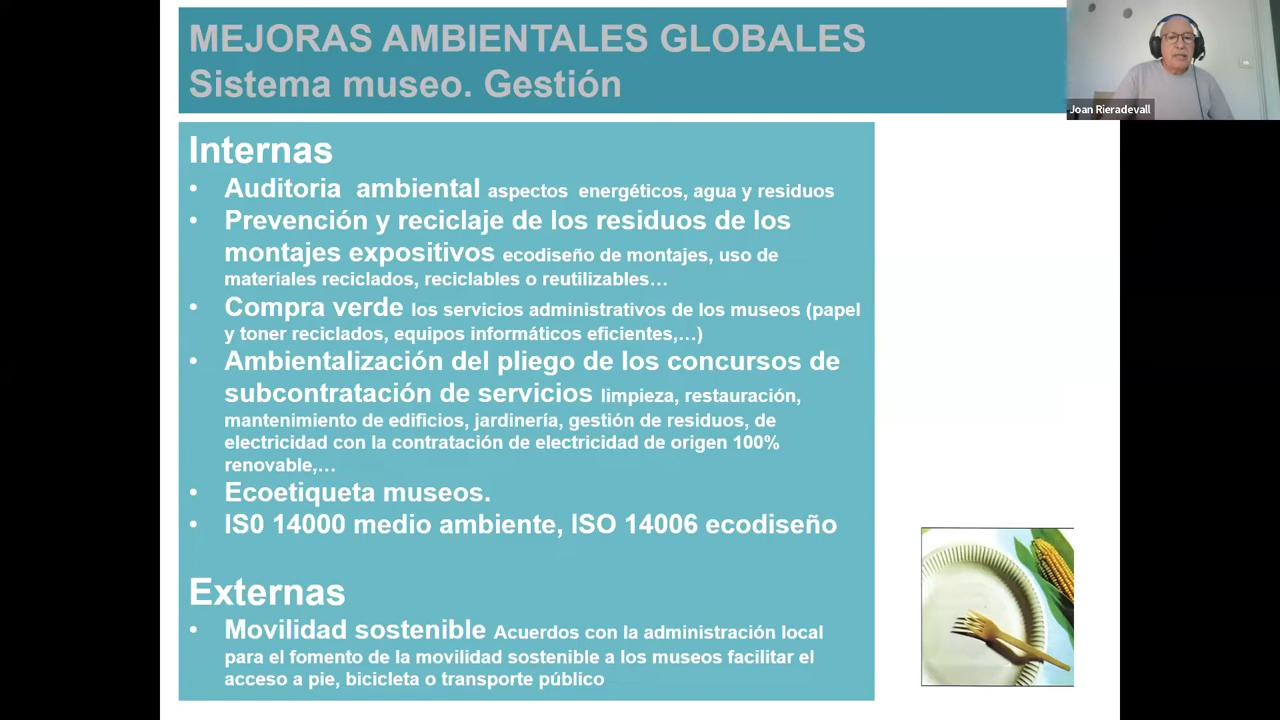 MEJORAS AMBIENTALES GLOBALES
Sistema museo. Gestión
Joan Rieradevall
Internas
• Auditoria ambiental aspectos energéticos, agua y residuos
• Prevención y reciclaje de los residuos de los
montajes expositivos ecodiseño de montajes, uso de
materiales reciclados, reciclables o reutilizables…
• Compra verde los servicios administrativos de los museos (papel
y toner reciclados, equipos informáticos eficientes,…)
• Ambientalización del pliego de los concursos de
subcontratación de servicios limpieza, restauración,
mantenimiento de edificios, jardinería, gestión de residuos, de
electricidad con la contratación de electricidad de origen 100%
renovable,…
• Ecoetiqueta museos.
• IS0 14000 medio ambiente, ISO 14006 ecodiseño
Externas
• Movilidad sostenible Acuerdos con la administración local
para el fomento de la movilidad sostenible a los museos facilitar el
acceso a pie, bicicleta o transporte público